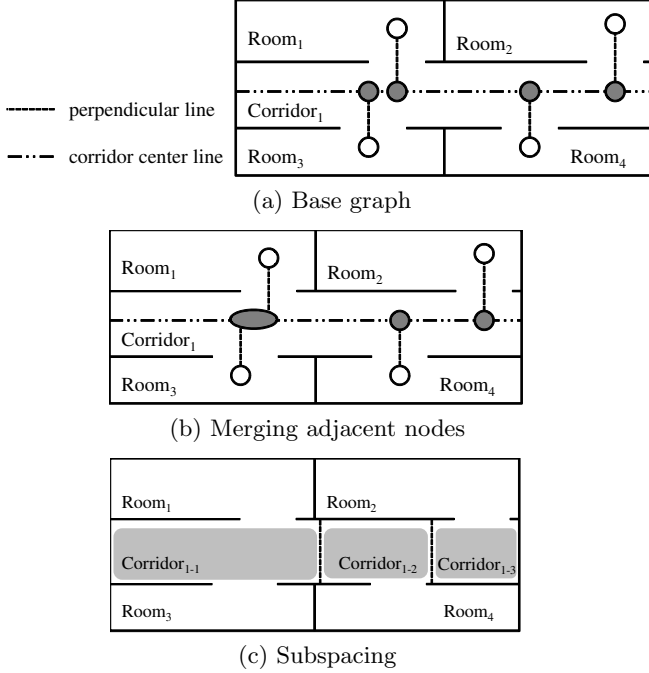 Room₁
Room₂
perpendicular line
Corridor₁
corridor center line
Room₃
Room₄
(a) Base graph
Room₁
Room₂
Corridor₁
Room₃
Room₄
(b) Merging adjacent nodes
Room₁
Room₂
Corridor₁₋₁
Corridor₁₋₂
Corridor₁₋₃
Room₃
Room₄
(c) Subspacing